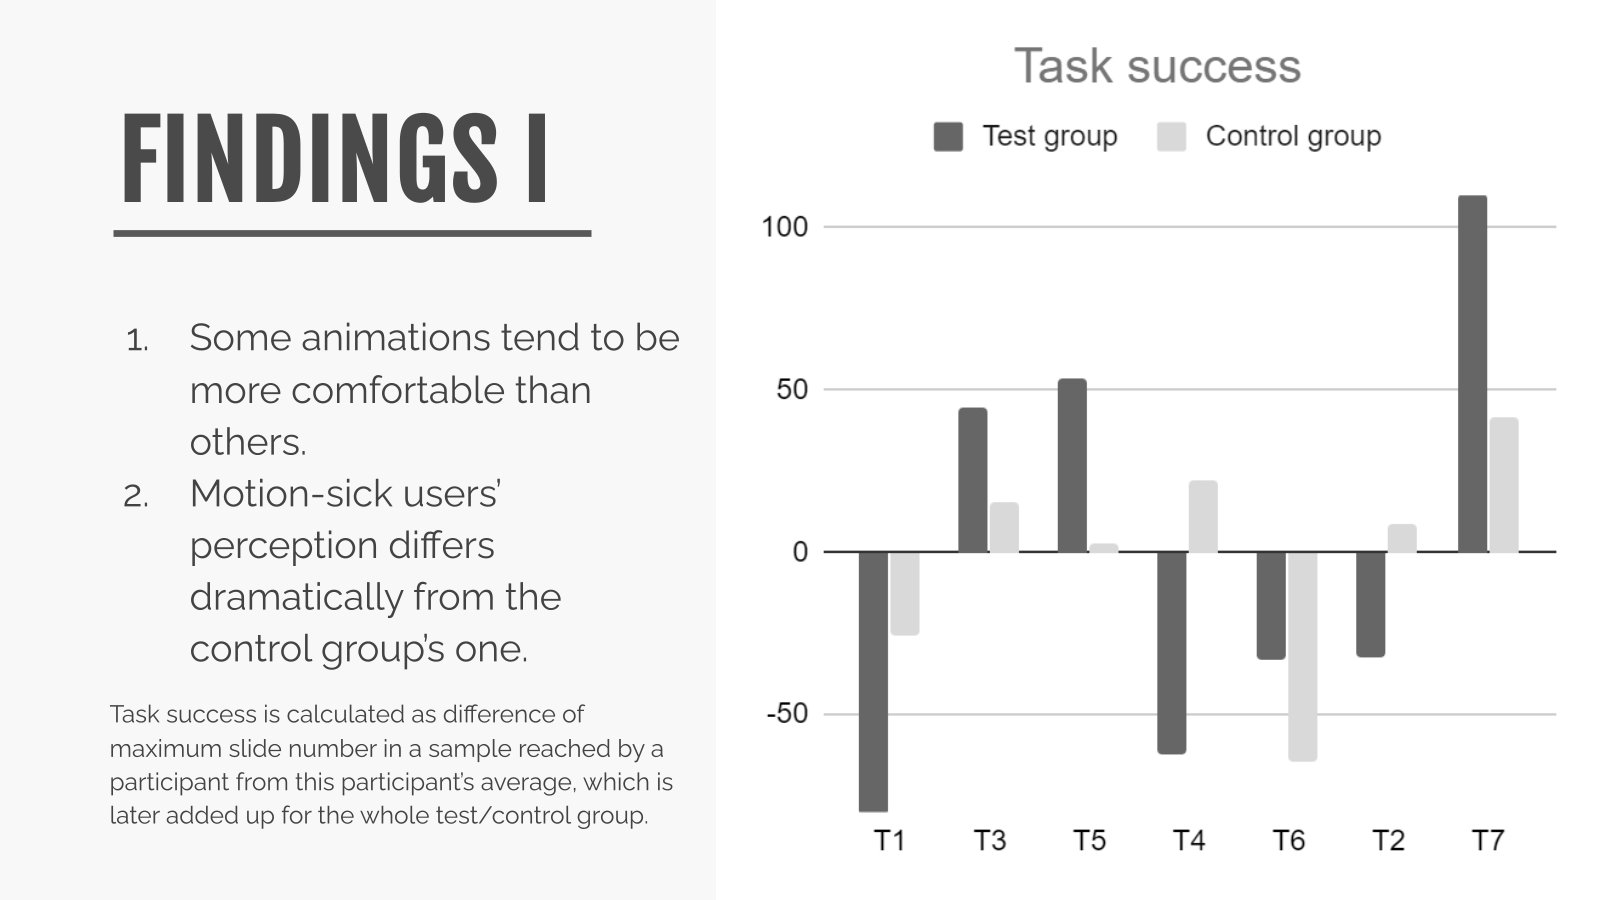 FINDINGS I
1. Some animations tend to be
more comfortable than
others.
2. Motion-sick users’
perception differs
dramatically from the
control group’s one.
Task success is calculated as difference of
maximum slide number in a sample reached by a
participant from this participant’s average, which is
later added up for the whole test/control group.
Task success
Test group Control group
100
50
0
-50
T1 T3 T5 T4 T6 T2 T7